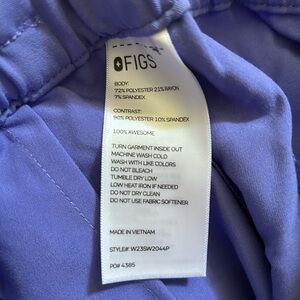 FIGS
BODY:
72% POLYESTER 21% RAYON
7% SPANDEX
CONTRAST:
90% POLYESTER 10% SPANDEX
100% AWESOME
TURN GARMENT INSIDE OUT
MACHINE WASH COLD
WASH WITH LIKE COLORS
DO NOT BLEACH
TUMBLE DRY LOW
LOW HEAT IRON IF NEEDED
DO NOT DRY CLEAN
DO NOT USE FABRIC SOFTENER
MADE IN VIETNAM
STYLE#: W23SW2044P
PO# 4385